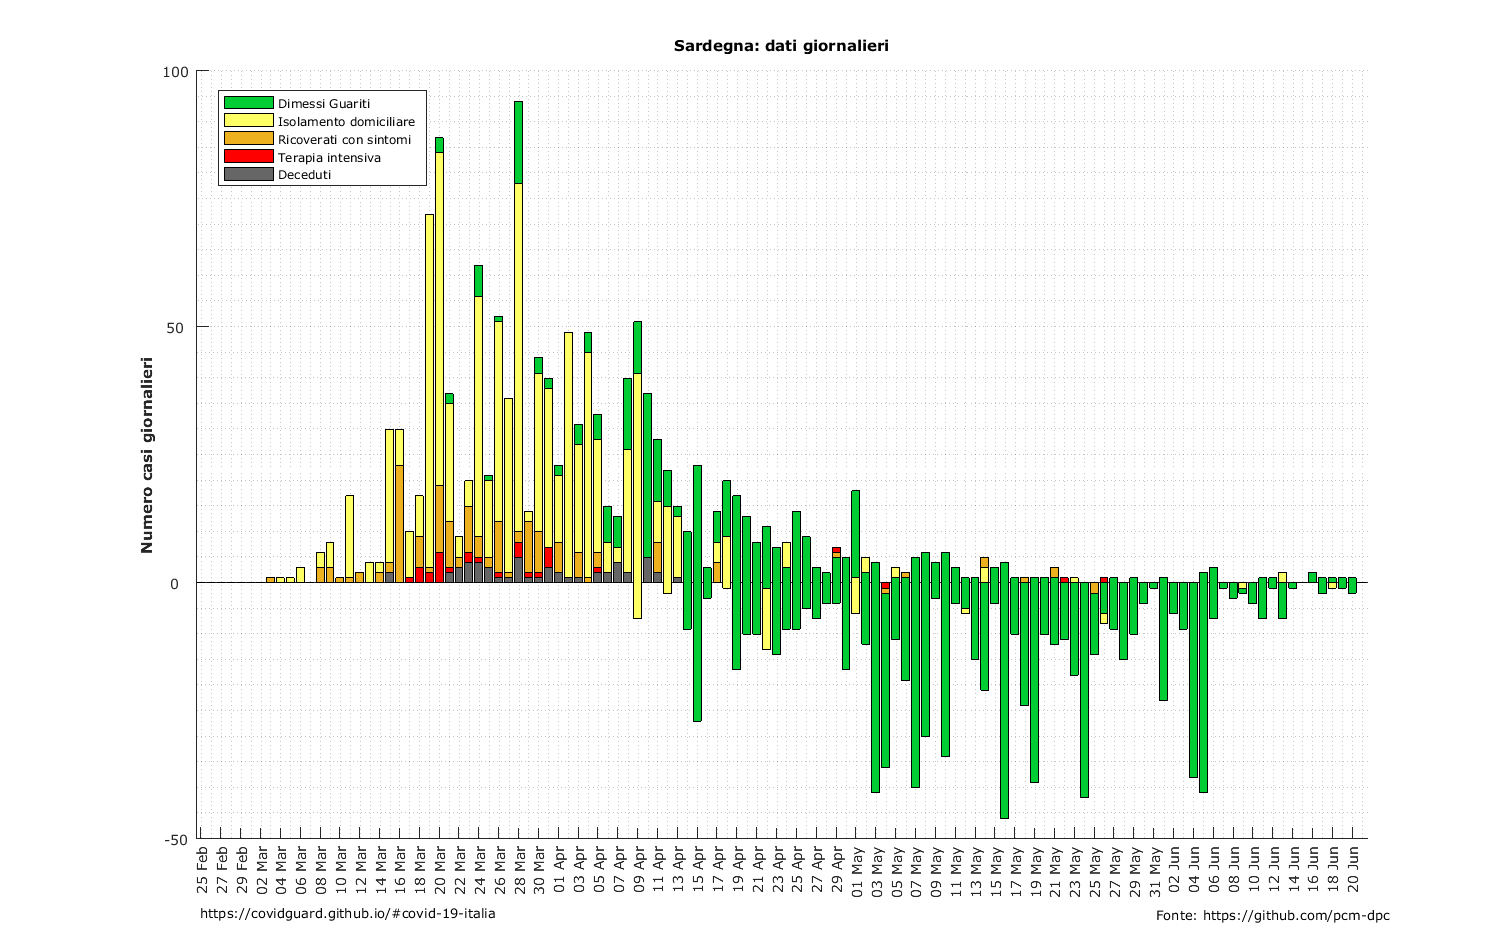 Sardegna: dati giornalieri
100
50
0
-50
Numero casi giornalieri
Dimessi Guariti
Isolamento domiciliare
Ricoverati con sintomi
Terapia intensiva
Deceduti
25 Feb
27 Feb
29 Feb
02 Mar
04 Mar
06 Mar
08 Mar
10 Mar
12 Mar
14 Mar
16 Mar
18 Mar
20 Mar
22 Mar
24 Mar
26 Mar
28 Mar
30 Mar
01 Apr
03 Apr
05 Apr
07 Apr
09 Apr
11 Apr
13 Apr
15 Apr
17 Apr
19 Apr
21 Apr
23 Apr
25 Apr
27 Apr
29 Apr
01 May
03 May
05 May
07 May
09 May
11 May
13 May
15 May
17 May
19 May
21 May
23 May
25 May
27 May
29 May
31 May
02 Jun
04 Jun
06 Jun
08 Jun
10 Jun
12 Jun
14 Jun
16 Jun
18 Jun
20 Jun
https://covidguard.github.io/#covid-19-italia
Fonte: https://github.com/pcm-dpc